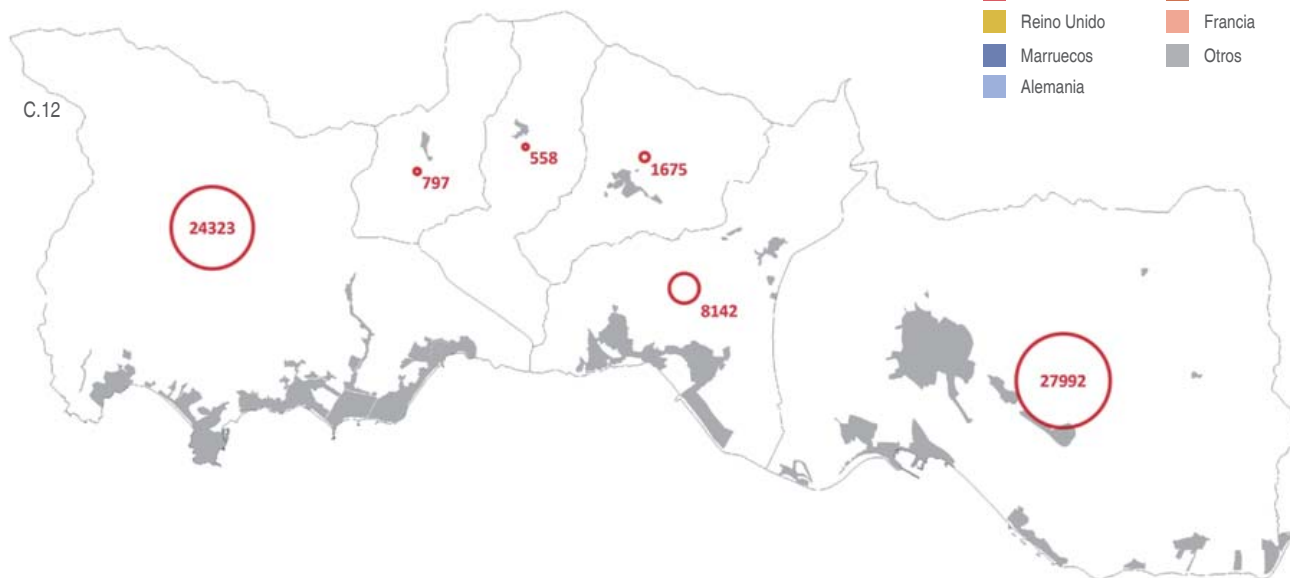 Reino Unido
Francia
Marruecos
Otros
Alemania
C.12
558
1675
797
24323
8142
27992